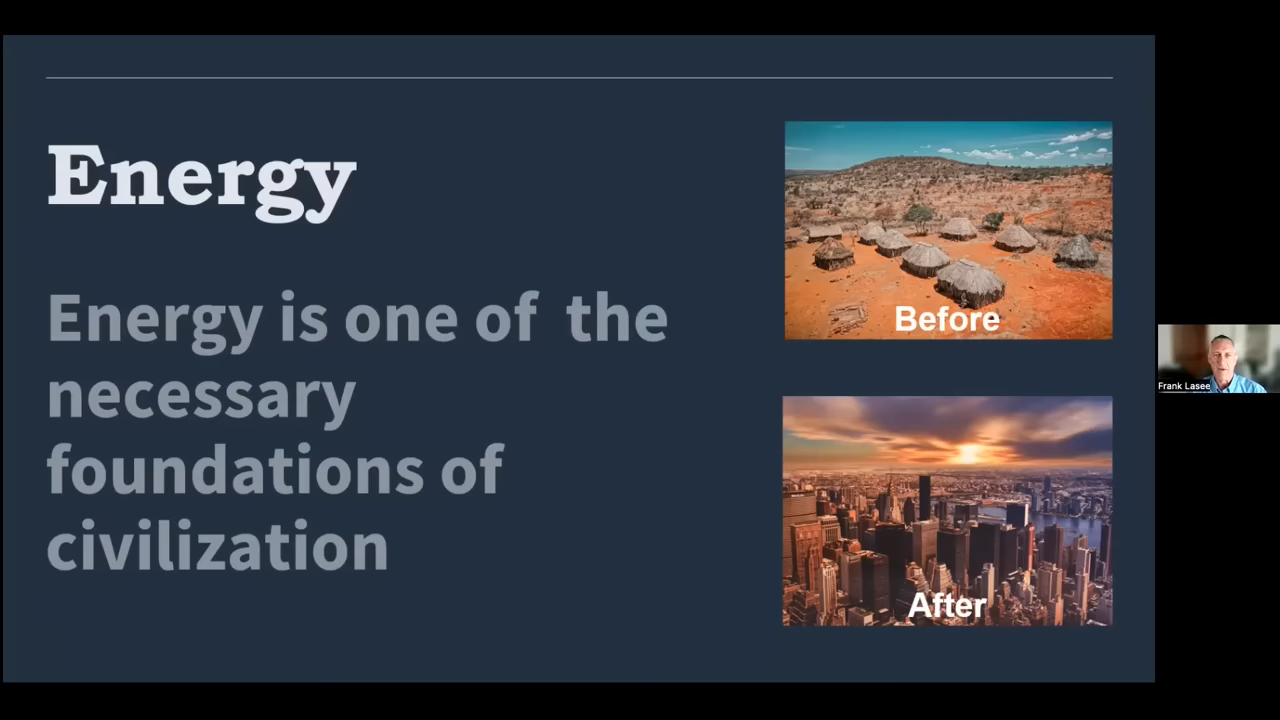 Energy
Energy is one of  the
necessary
foundations of
civilization
Before
After
Frank Lasee